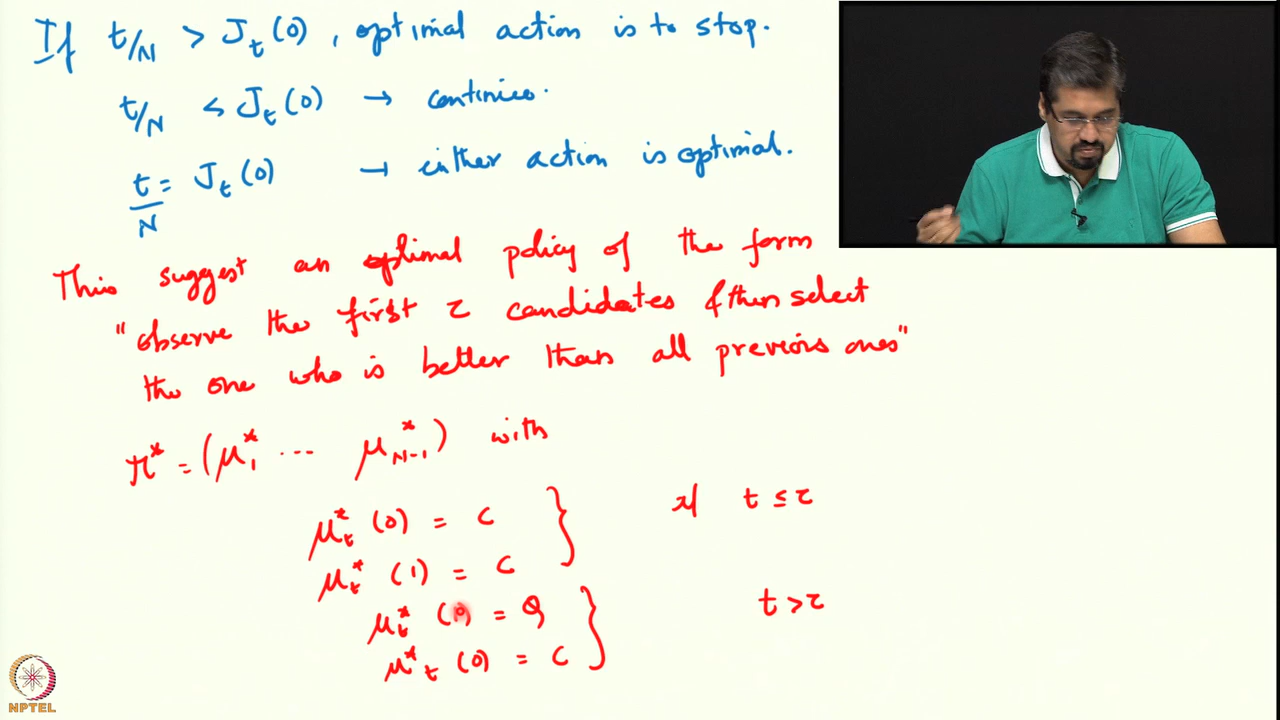 If t/N > J_t(0), optimal action is to stop.
t/N < J_t(0) → continues.
t/N = J_t(0) → either action is optimal.
This suggest an optimal policy of the form
"observe the first τ candidates & then select
the one who is better than all previous ones"
π* = (μ*_1 ... μ*_{N-1}) with
μ*_t (0) = C } if t ≤ τ
μ*_t (1) = C
μ*_t (0) = Q } t > τ
μ*_t (0) = C
NPTEL